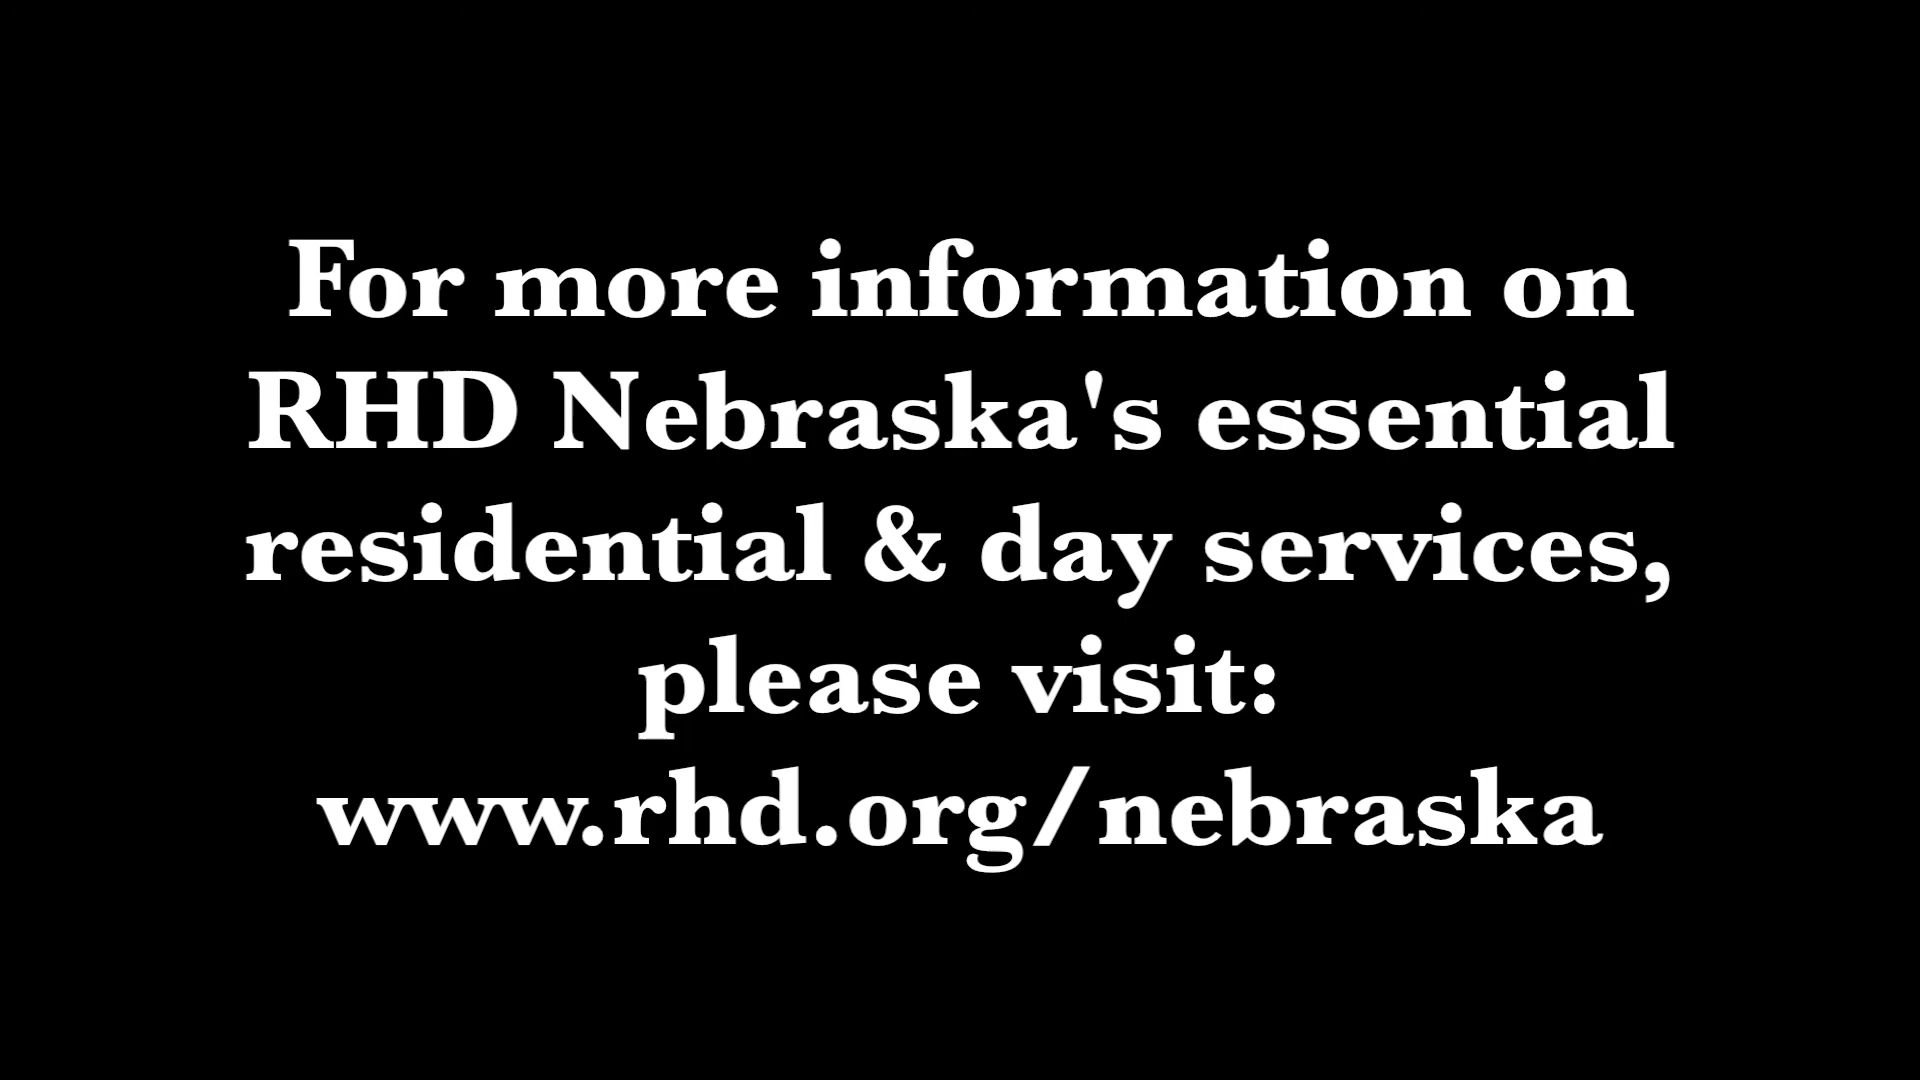 For more information on
RHD Nebraska's essential
residential & day services,
please visit:
www.rhd.org/nebraska